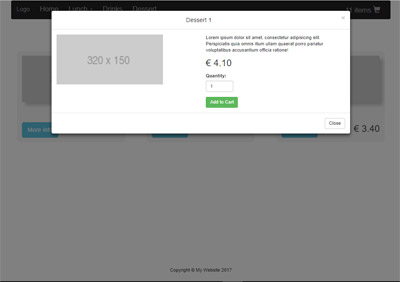 Logo Home Lunch Drinks Dessert items
Dessert 1
×
320 x 150
Lorem ipsum dolor sit amet, consectetur adipisicing elit.
Perspiciatis quia omnis illum quaerat porro pariatur
voluptatibus accusantium officia ratione!
€ 4.10
Quantity:
1
Add to Cart
Close
More Info
€ 3.40
Copyright © My Website 2017